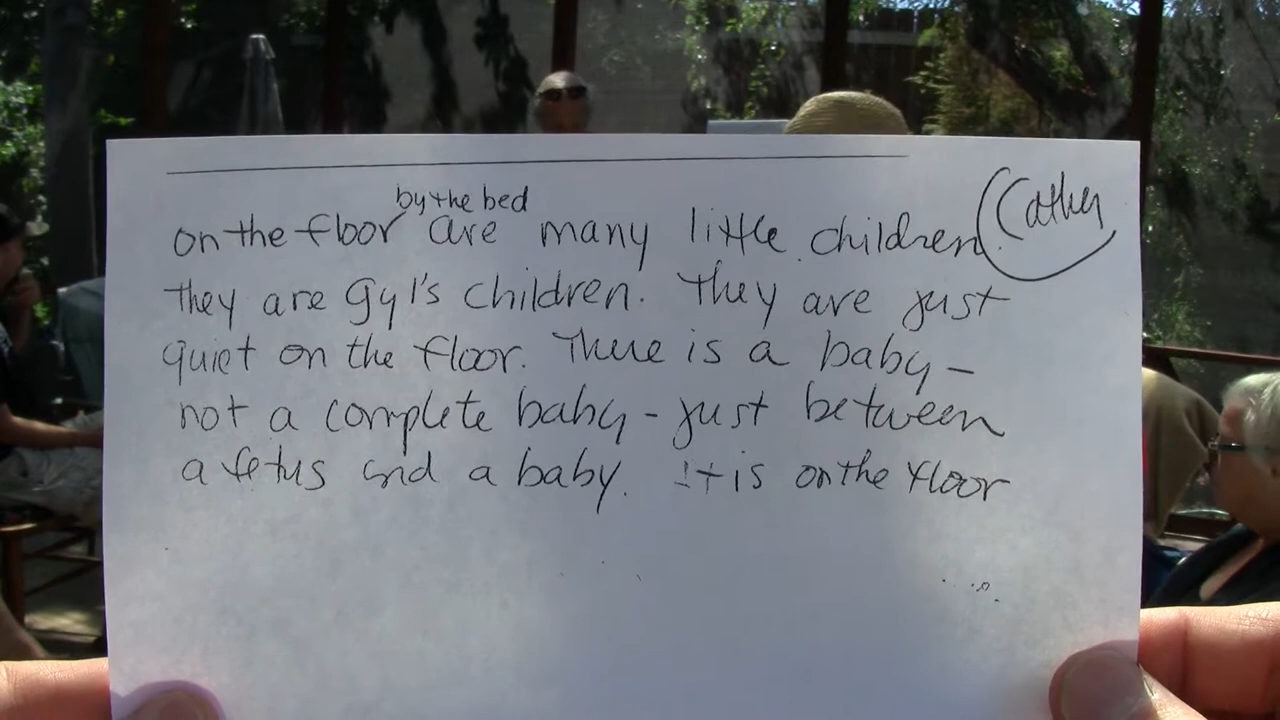 by the bed
on the floor are many little children. Cather
they are gyl's children. They are just
quiet on the floor. There is a baby –
not a complete baby – just between
a fetus and a baby. It is on the floor